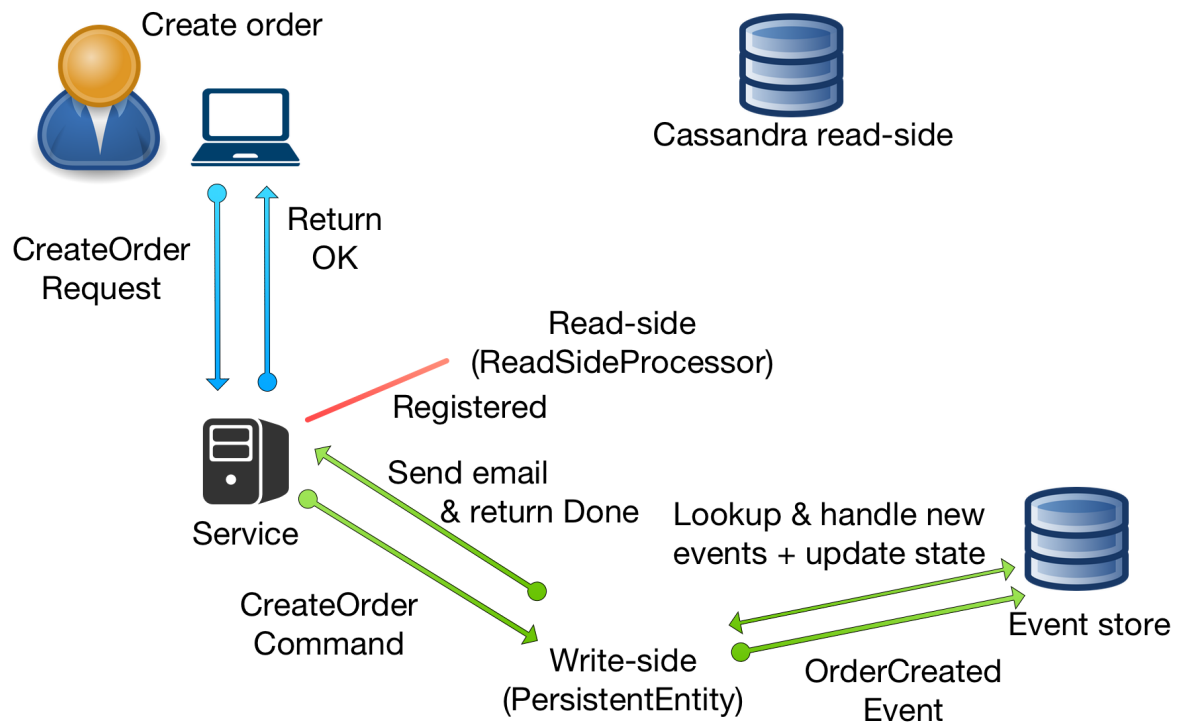 Create order
Cassandra read-side
CreateOrder
Request
Return
OK
Read-side
(ReadSideProcessor)
Registered
Send email
& return Done
Service
Lookup & handle new
events + update state
CreateOrder
Command
Event store
Write-side
(PersistentEntity)
OrderCreated
Event